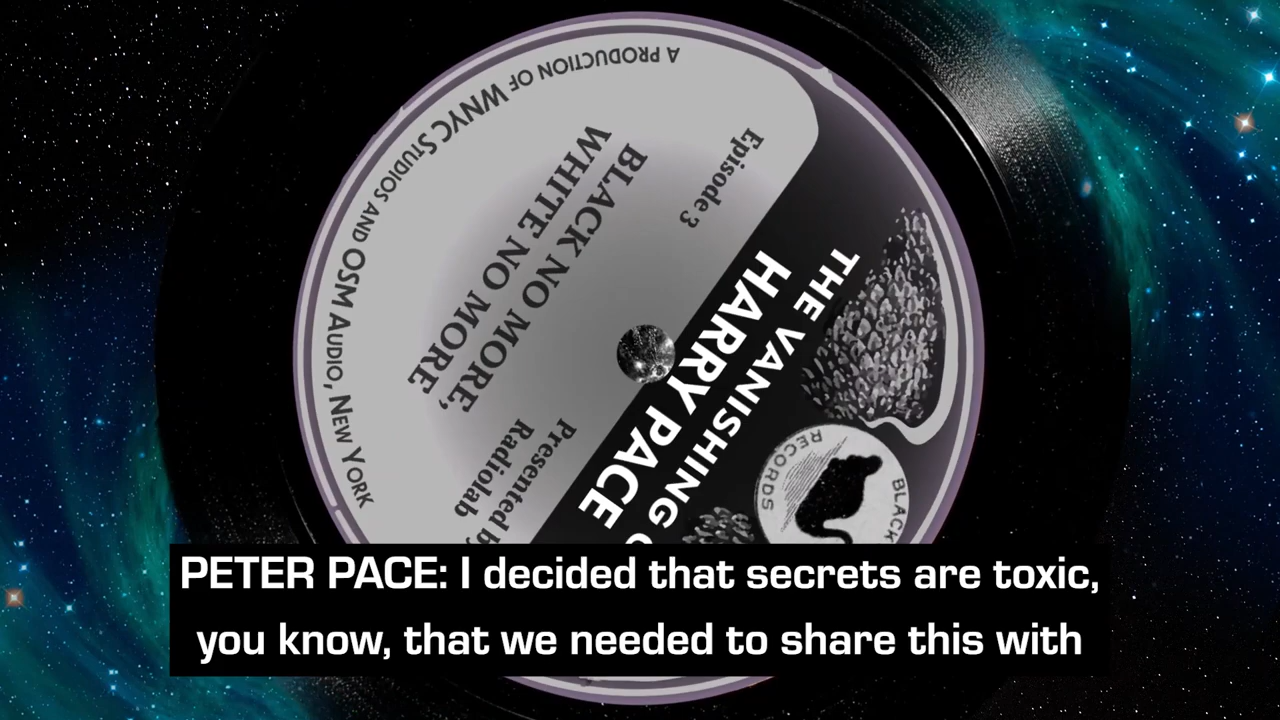 A PRODUCTION OF WNYC STUDIOS AND OSM AUDIO, NEW YORK
Episode 3
BLACK NO MORE,
WHITE NO MORE
Presented by
Radiolab
THE VANISHING O
HARRY PACE
BLACK
RECORDS
PETER PACE: I decided that secrets are toxic,
you know, that we needed to share this with